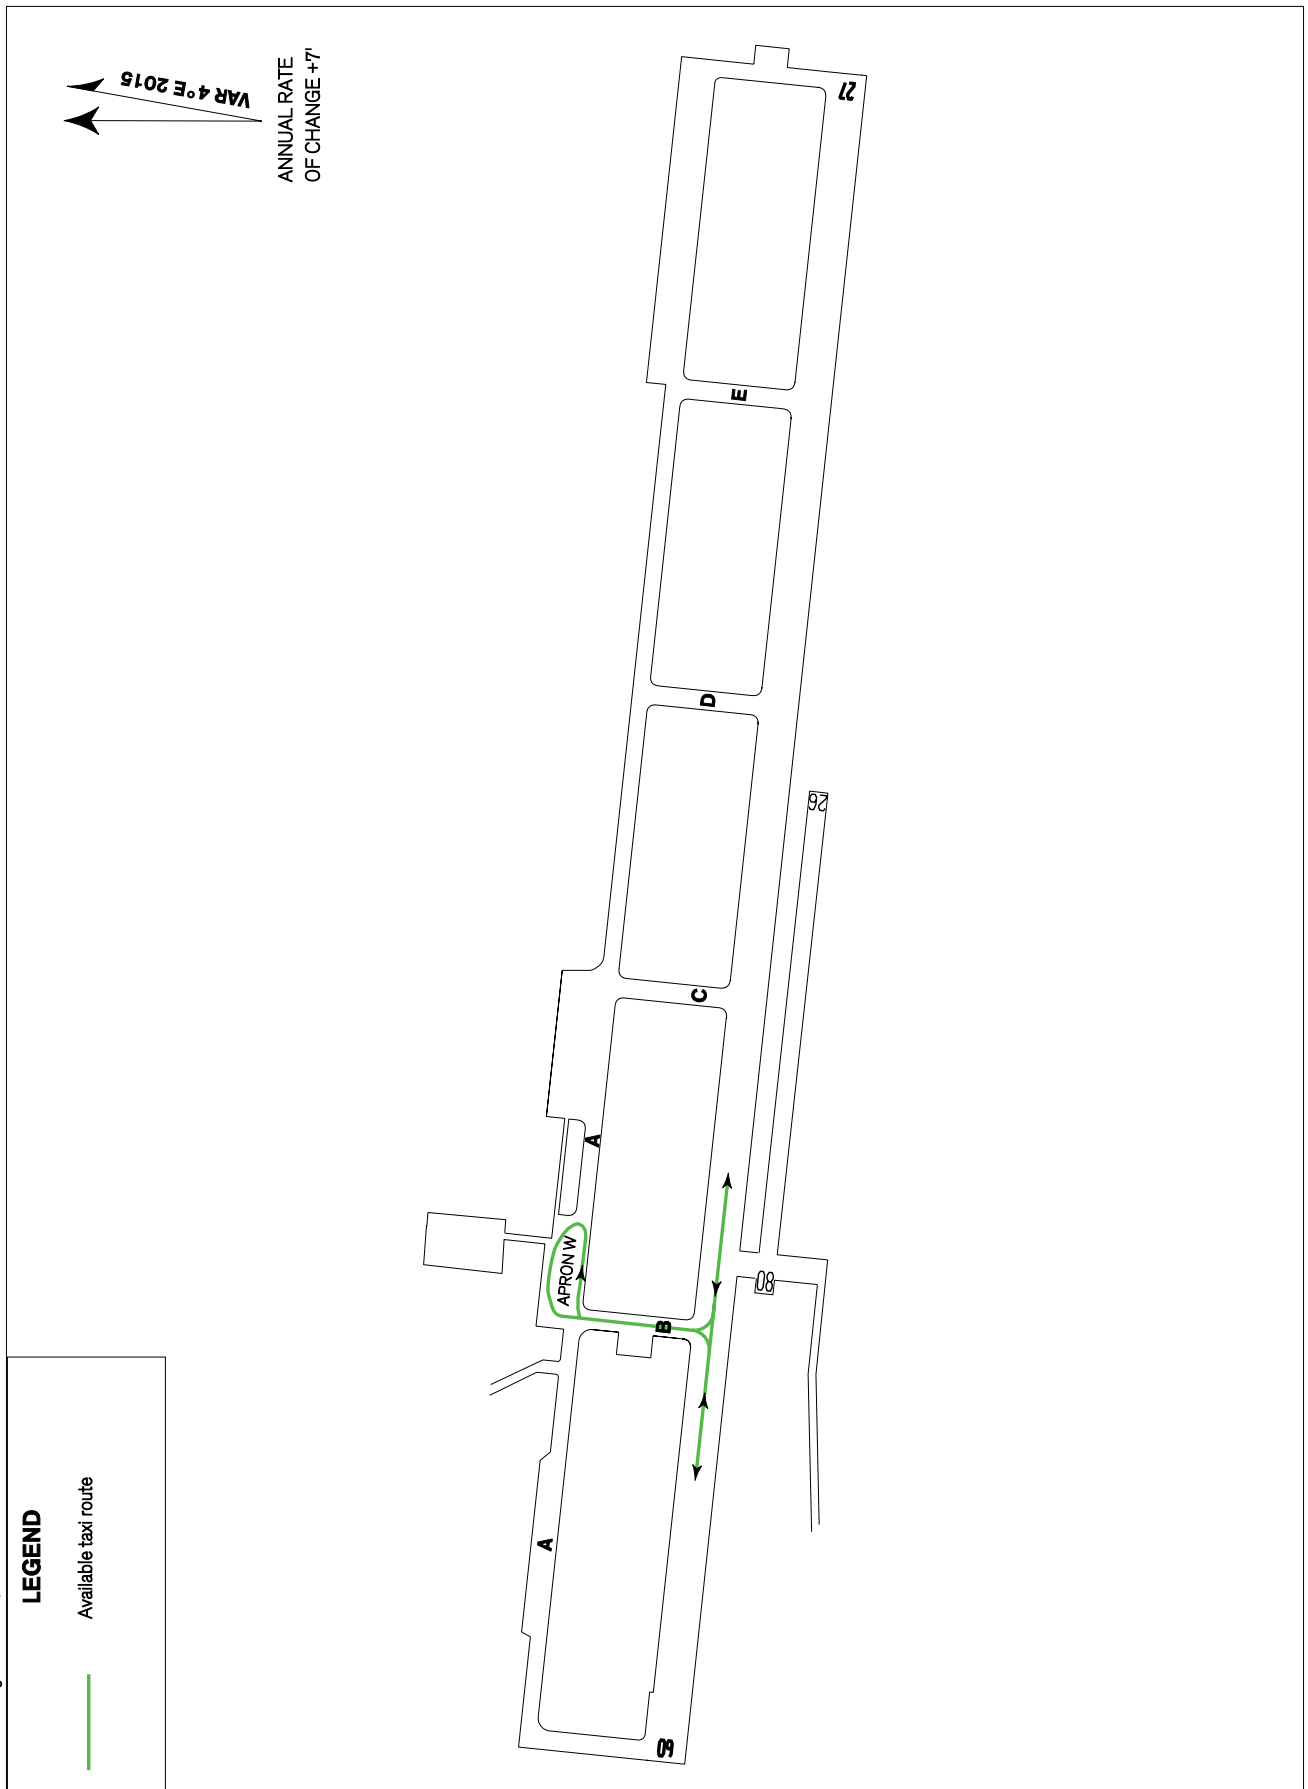 VAR 4° E 2015
ANNUAL RATE
OF CHANGE +7'
27
E
D
26
C
A
APRON W
B
08
A
09
LEGEND
Available taxi route